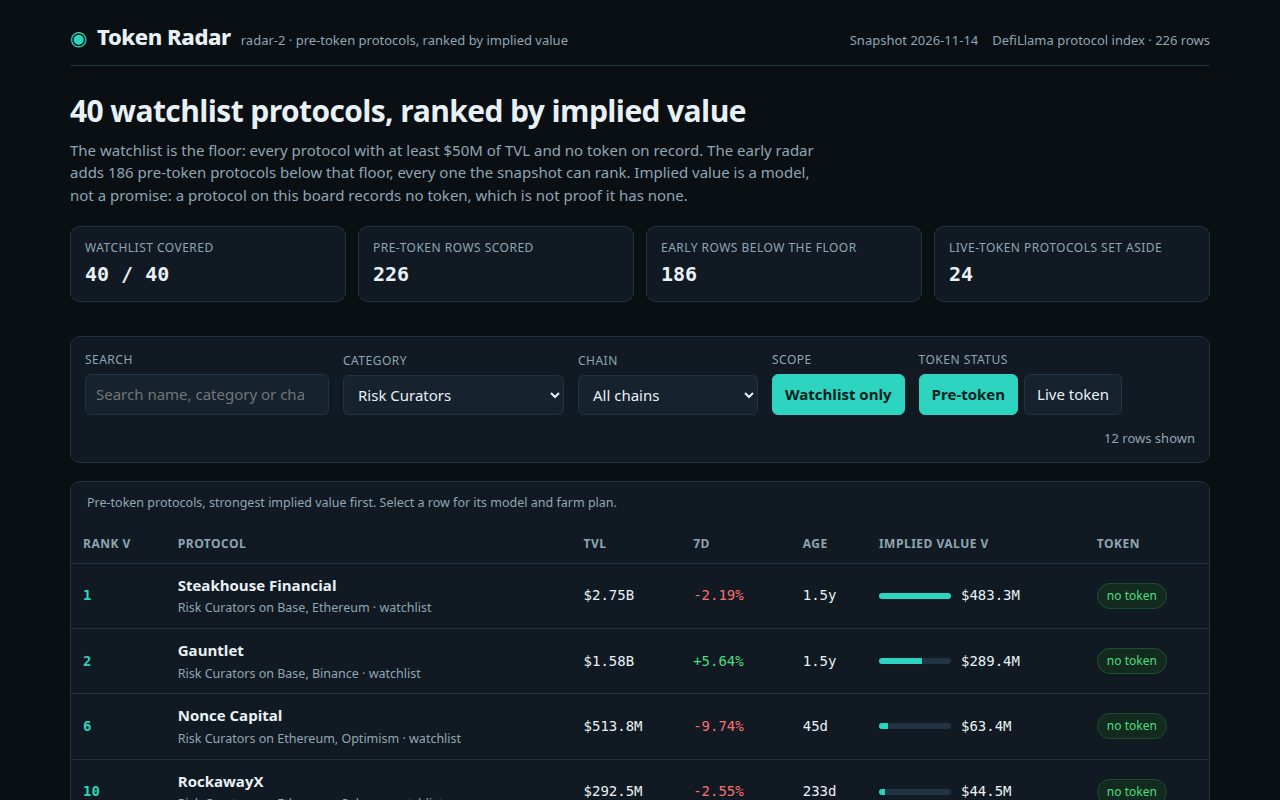 Token Radar radar-2 · pre-token protocols, ranked by implied value Snapshot 2026-11-14 DefiLlama protocol index · 226 rows
40 watchlist protocols, ranked by implied value
The watchlist is the floor: every protocol with at least $50M of TVL and no token on record. The early radar
adds 186 pre-token protocols below that floor, every one the snapshot can rank. Implied value is a model,
not a promise: a protocol on this board records no token, which is not proof it has none.
WATCHLIST COVERED PRE-TOKEN ROWS SCORED EARLY ROWS BELOW THE FLOOR LIVE-TOKEN PROTOCOLS SET ASIDE
40 / 40 226 186 24
SEARCH CATEGORY CHAIN SCOPE TOKEN STATUS
Search name, category or cha Risk Curators All chains Watchlist only Pre-token Live token
12 rows shown
Pre-token protocols, strongest implied value first. Select a row for its model and farm plan.
RANK V PROTOCOL TVL 7D AGE IMPLIED VALUE V TOKEN
1 Steakhouse Financial $2.75B -2.19% 1.5y $483.3M no token
Risk Curators on Base, Ethereum · watchlist
2 Gauntlet $1.58B +5.64% 1.5y $289.4M no token
Risk Curators on Base, Binance · watchlist
6 Nonce Capital $513.8M -9.74% 45d $63.4M no token
Risk Curators on Ethereum, Optimism · watchlist
10 RockawayX $292.5M -2.55% 233d $44.5M no token